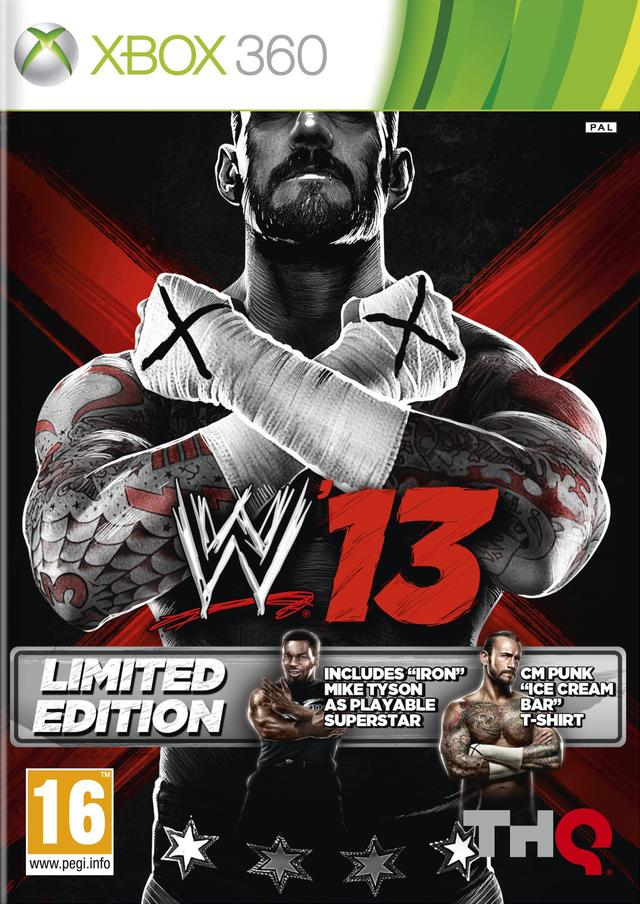 XBOX 360
PAL
X X
W '13
LIMITED
EDITION
INCLUDES “IRON”
MIKE TYSON
AS PLAYABLE
SUPERSTAR
CM PUNK
“ICE CREAM
BAR”
T-SHIRT
16™
www.pegi.info
THQ®